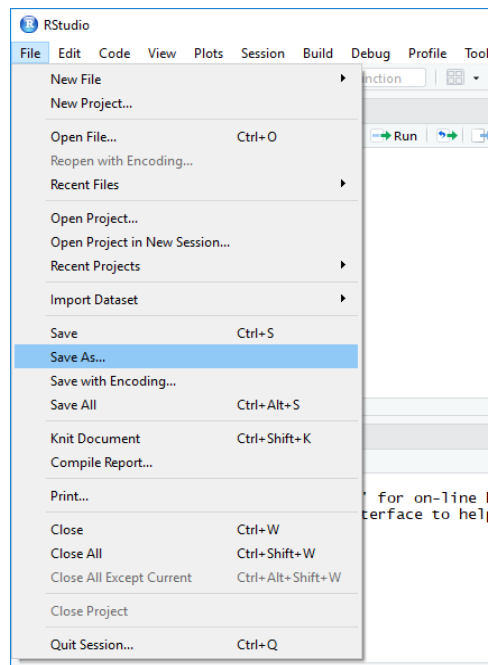 RStudio
File Edit Code View Plots Session Build Debug Profile Tool
New File
nction
New Project...
Open File... Ctrl+O
Run
Reopen with Encoding...
Recent Files
Open Project...
Open Project in New Session...
Recent Projects
Import Dataset
Save Ctrl+S
Save As...
Save with Encoding...
Save All Ctrl+Alt+S
Knit Document Ctrl+Shift+K
Compile Report...
Print...
' for on-line h
terface to help
Close Ctrl+W
Close All Ctrl+Shift+W
Close All Except Current Ctrl+Alt+Shift+W
Close Project
Quit Session... Ctrl+Q